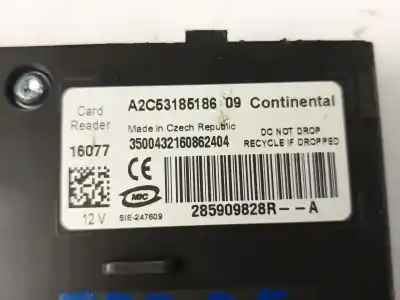 A2C53185186 09 Continental
Card Reader
Made in Czech Republic
DO NOT DROP
16077
3500432160862404
RECYCLE IF DROPPED
CE
MIC
12 V
SIE-247609
285909828R--A